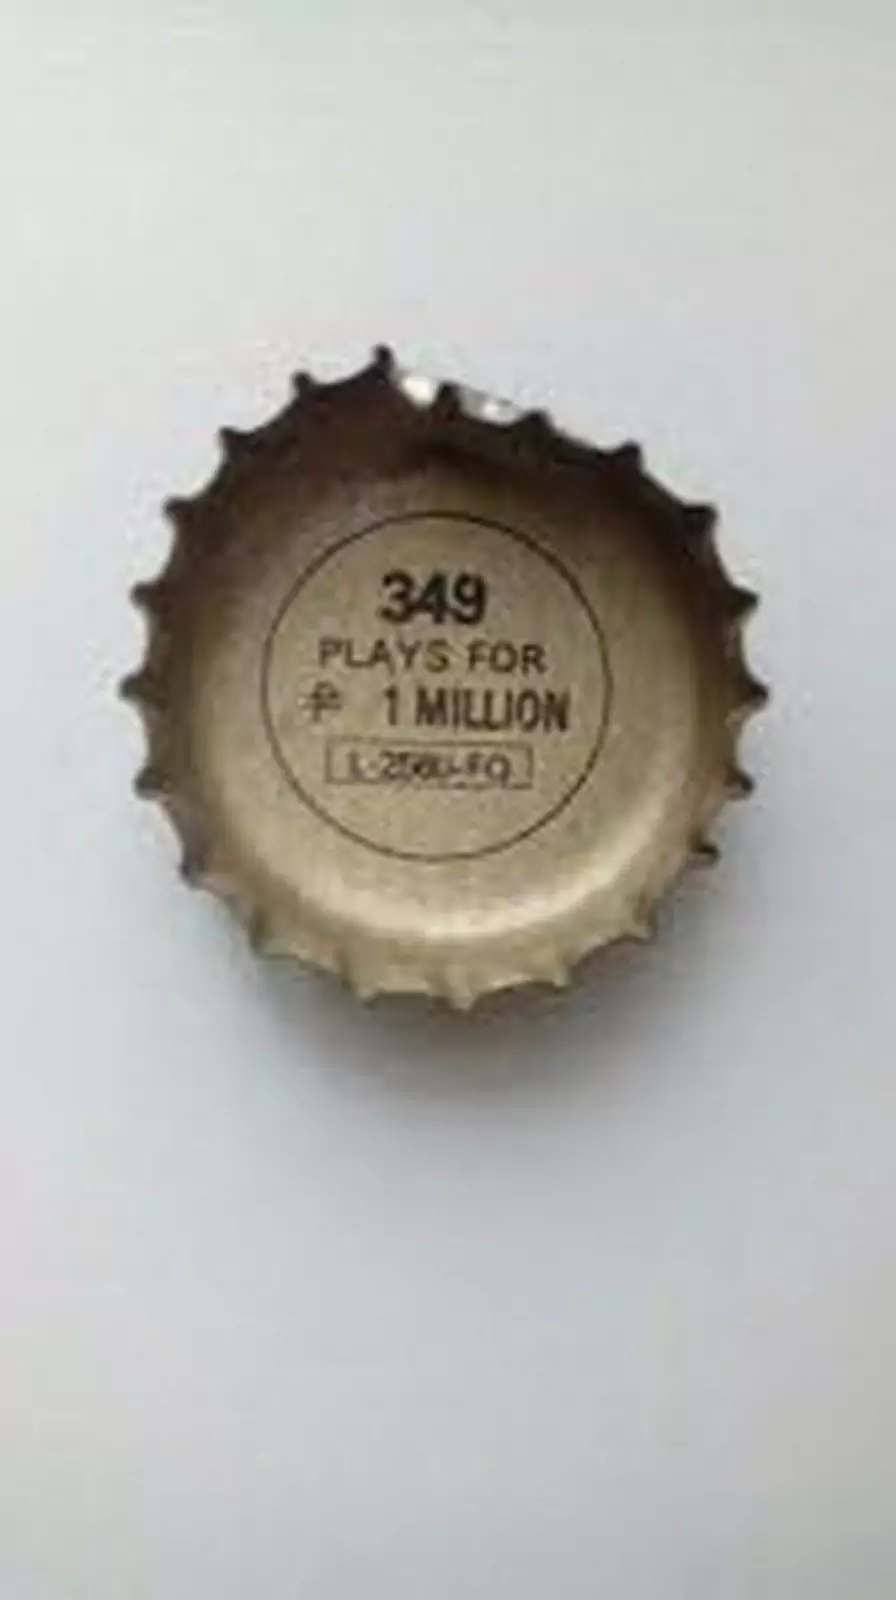 349
PLAYS FOR
₱ 1 MILLION